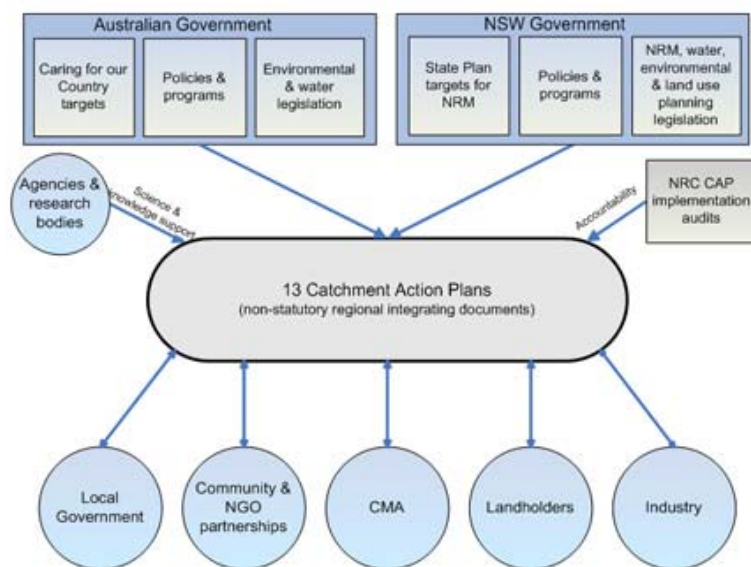 Australian Government
NSW Government
Caring for our
Country
targets
Policies &
programs
Environmental
& water
legislation
State Plan
targets for
NRM
Policies &
programs
NRM, water,
environmental
& land use
planning
legislation
Agencies &
research
bodies
Science &
knowledge support
Accountability
NRC CAP
implementation
audits
13 Catchment Action Plans
(non-statutory regional integrating documents)
Local
Government
Community &
NGO
partnerships
CMA
Landholders
Industry